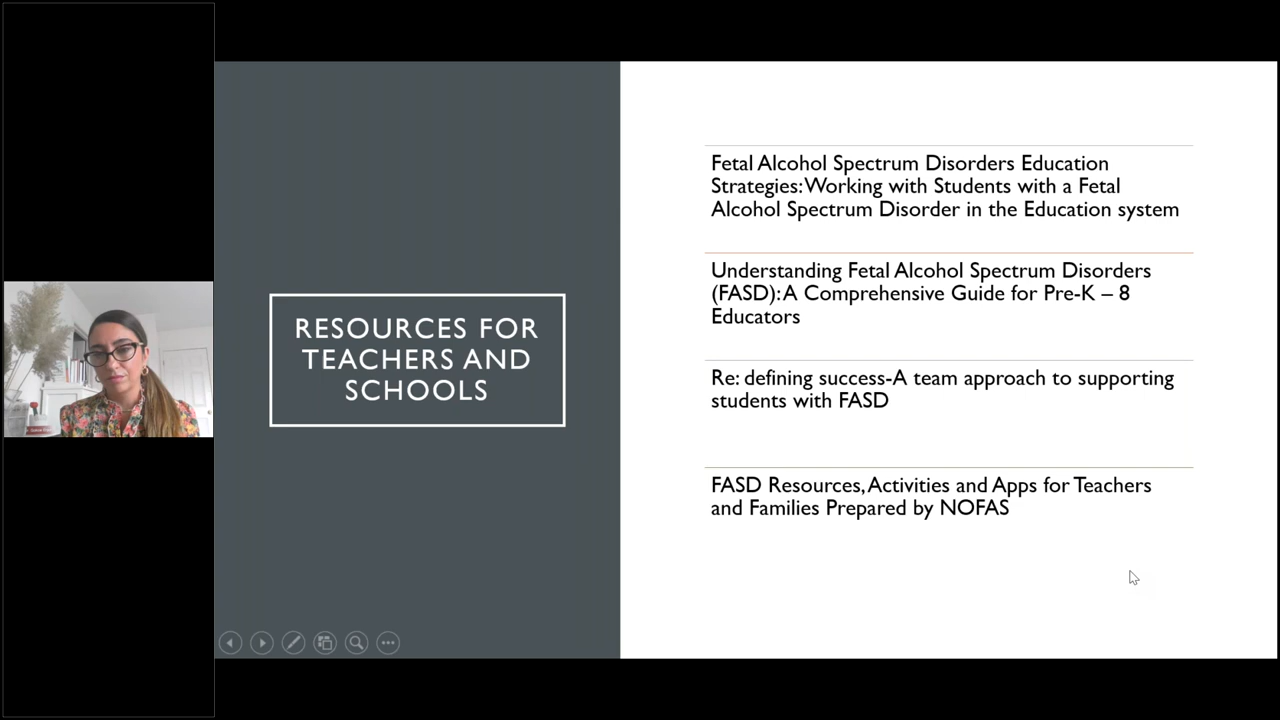 RESOURCES FOR
TEACHERS AND
SCHOOLS
Fetal Alcohol Spectrum Disorders Education
Strategies: Working with Students with a Fetal
Alcohol Spectrum Disorder in the Education system
Understanding Fetal Alcohol Spectrum Disorders
(FASD): A Comprehensive Guide for Pre-K – 8
Educators
Re: defining success-A team approach to supporting
students with FASD
FASD Resources, Activities and Apps for Teachers
and Families Prepared by NOFAS